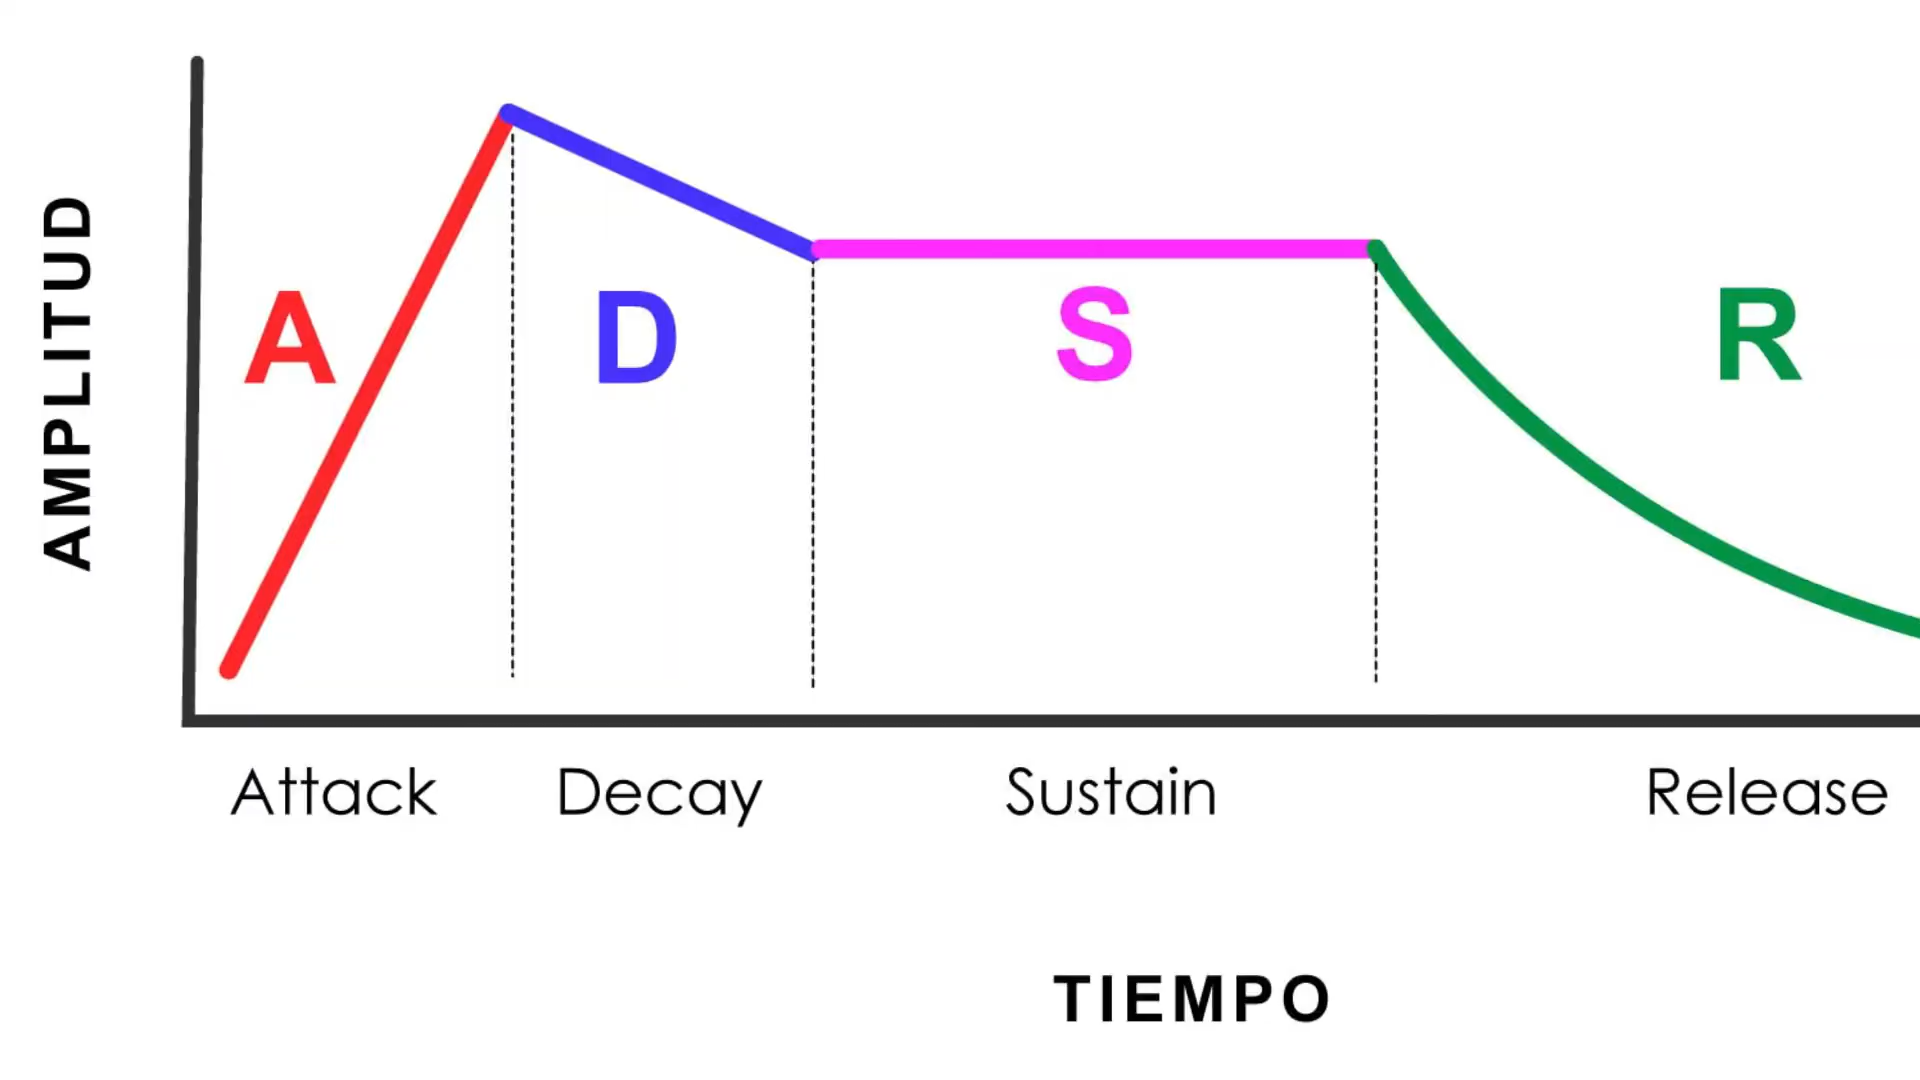 AMPLITUD
A
D
S
R
Attack
Decay
Sustain
Release
TIEMPO